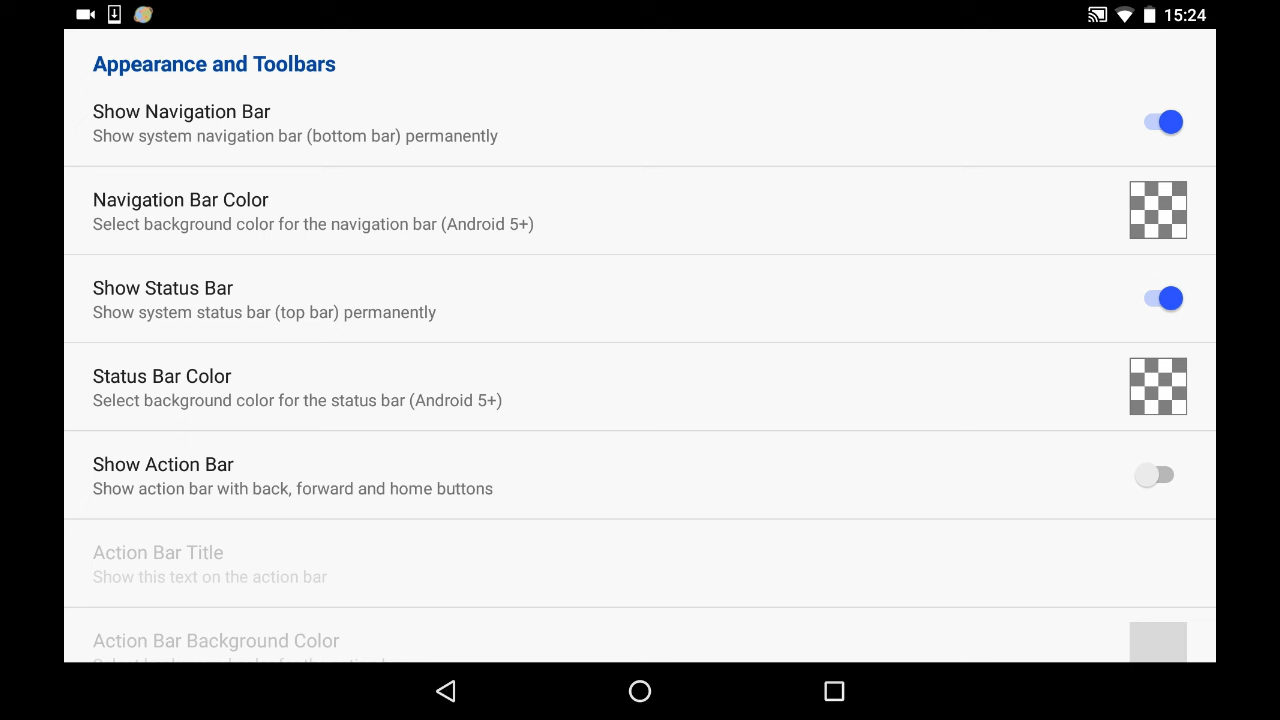 15:24
Appearance and Toolbars
Show Navigation Bar
Show system navigation bar (bottom bar) permanently
Navigation Bar Color
Select background color for the navigation bar (Android 5+)
Show Status Bar
Show system status bar (top bar) permanently
Status Bar Color
Select background color for the status bar (Android 5+)
Show Action Bar
Show action bar with back, forward and home buttons
Action Bar Title
Show this text on the action bar
Action Bar Background Color